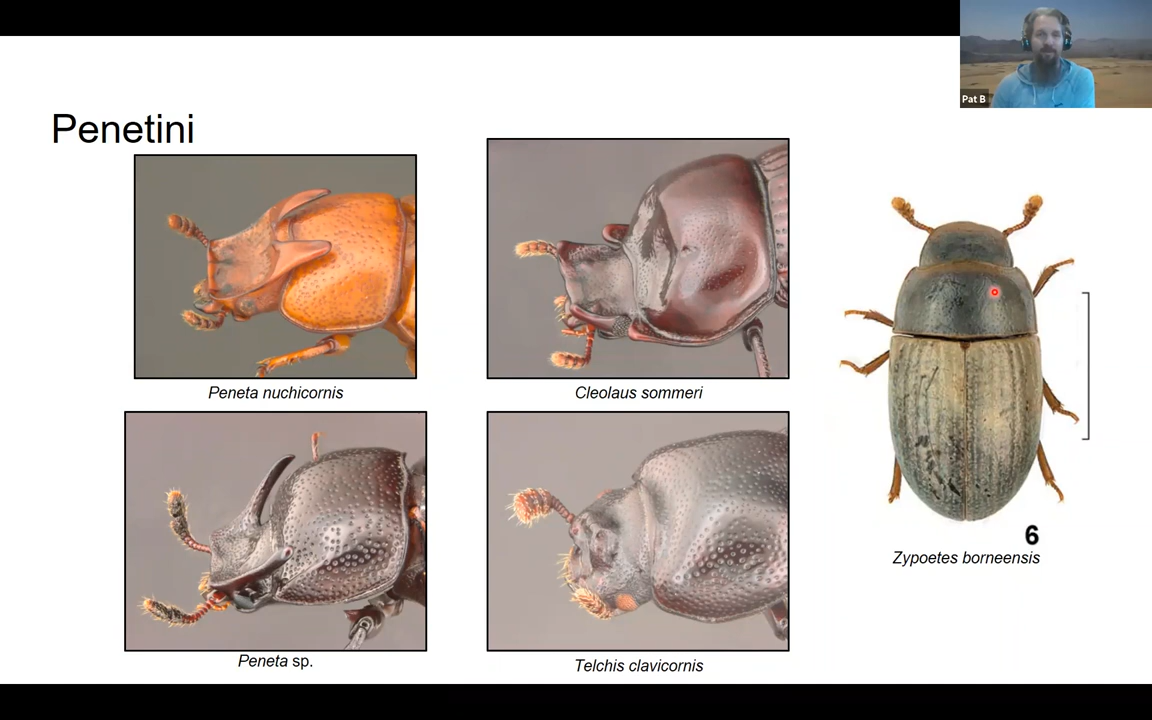 Pat B
Penetini
Peneta nuchicornis
Cleolaus sommeri
6
Zypoetes borneensis
Peneta sp.
Telchis clavicornis